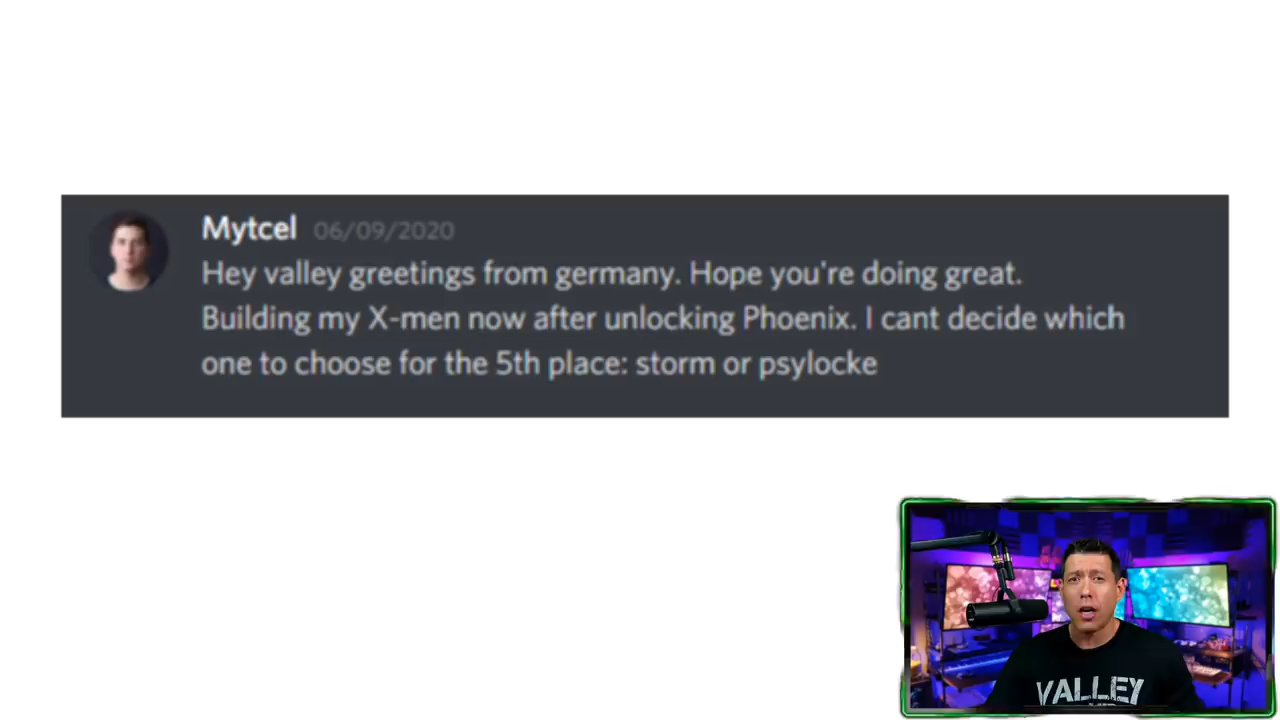 Mytcel 06/09/2020
Hey valley greetings from germany. Hope you're doing great.
Building my X-men now after unlocking Phoenix. I cant decide which
one to choose for the 5th place: storm or psylocke
VALLEY